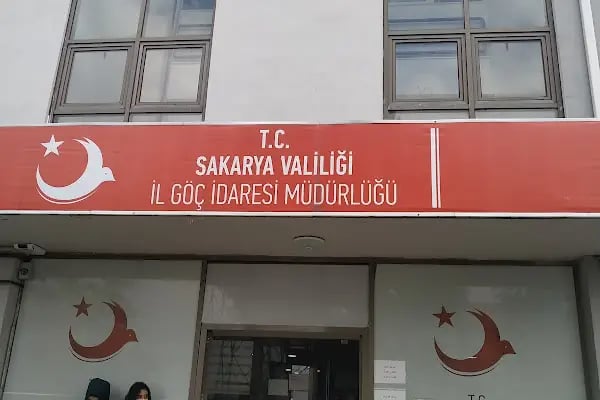 T.C.
SAKARYA VALİLİĞİ
İL GÖÇ İDARESİ MÜDÜRLÜĞÜ
T.C.